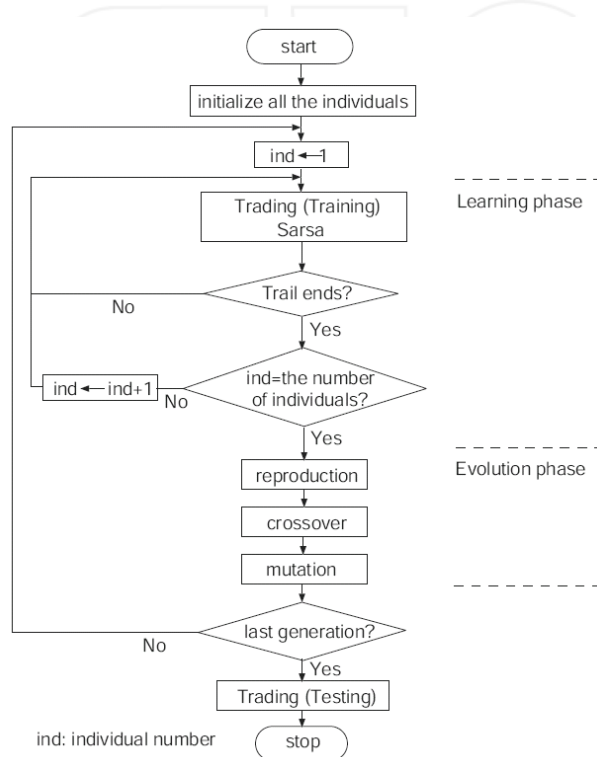 start
initialize all the individuals
ind ← 1
Learning phase
Trading (Training)
Sarsa
Trail ends?
No
Yes
ind=the number
of individuals?
ind ← ind+1
No
Yes
Evolution phase
reproduction
crossover
mutation
last generation?
No
Yes
Trading (Testing)
ind: individual number
stop